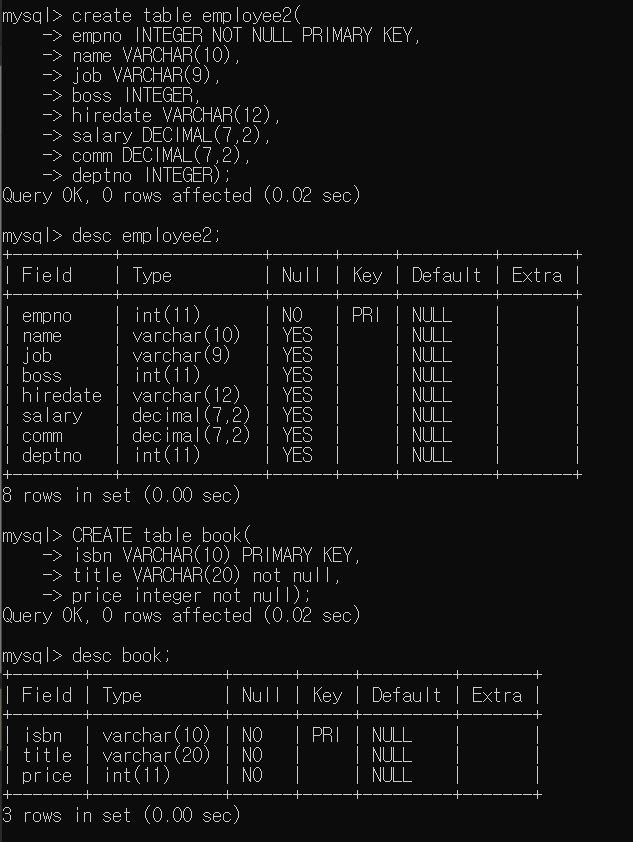 mysql> create table employee2(
    -> empno INTEGER NOT NULL PRIMARY KEY,
    -> name VARCHAR(10),
    -> job VARCHAR(9),
    -> boss INTEGER,
    -> hiredate VARCHAR(12),
    -> salary DECIMAL(7,2),
    -> comm DECIMAL(7,2),
    -> deptno INTEGER);
Query OK, 0 rows affected (0.02 sec)
mysql> desc employee2;
+----------+--------------+------+-----+---------+-------+
| Field    | Type         | Null | Key | Default | Extra |
+----------+--------------+------+-----+---------+-------+
| empno    | int(11)      | NO   | PRI | NULL    |       |
| name     | varchar(10)  | YES  |     | NULL    |       |
| job      | varchar(9)   | YES  |     | NULL    |       |
| boss     | int(11)      | YES  |     | NULL    |       |
| hiredate | varchar(12)  | YES  |     | NULL    |       |
| salary   | decimal(7,2) | YES  |     | NULL    |       |
| comm     | decimal(7,2) | YES  |     | NULL    |       |
| deptno   | int(11)      | YES  |     | NULL    |       |
+----------+--------------+------+-----+---------+-------+
8 rows in set (0.00 sec)
mysql> CREATE table book(
    -> isbn VARCHAR(10) PRIMARY KEY,
    -> title VARCHAR(20) not null,
    -> price integer not null);
Query OK, 0 rows affected (0.02 sec)
mysql> desc book;
+-------+-------------+------+-----+---------+-------+
| Field | Type        | Null | Key | Default | Extra |
+-------+-------------+------+-----+---------+-------+
| isbn  | varchar(10) | NO   | PRI | NULL    |       |
| title | varchar(20) | NO   |     | NULL    |       |
| price | int(11)     | NO   |     | NULL    |       |
+-------+-------------+------+-----+---------+-------+
3 rows in set (0.00 sec)